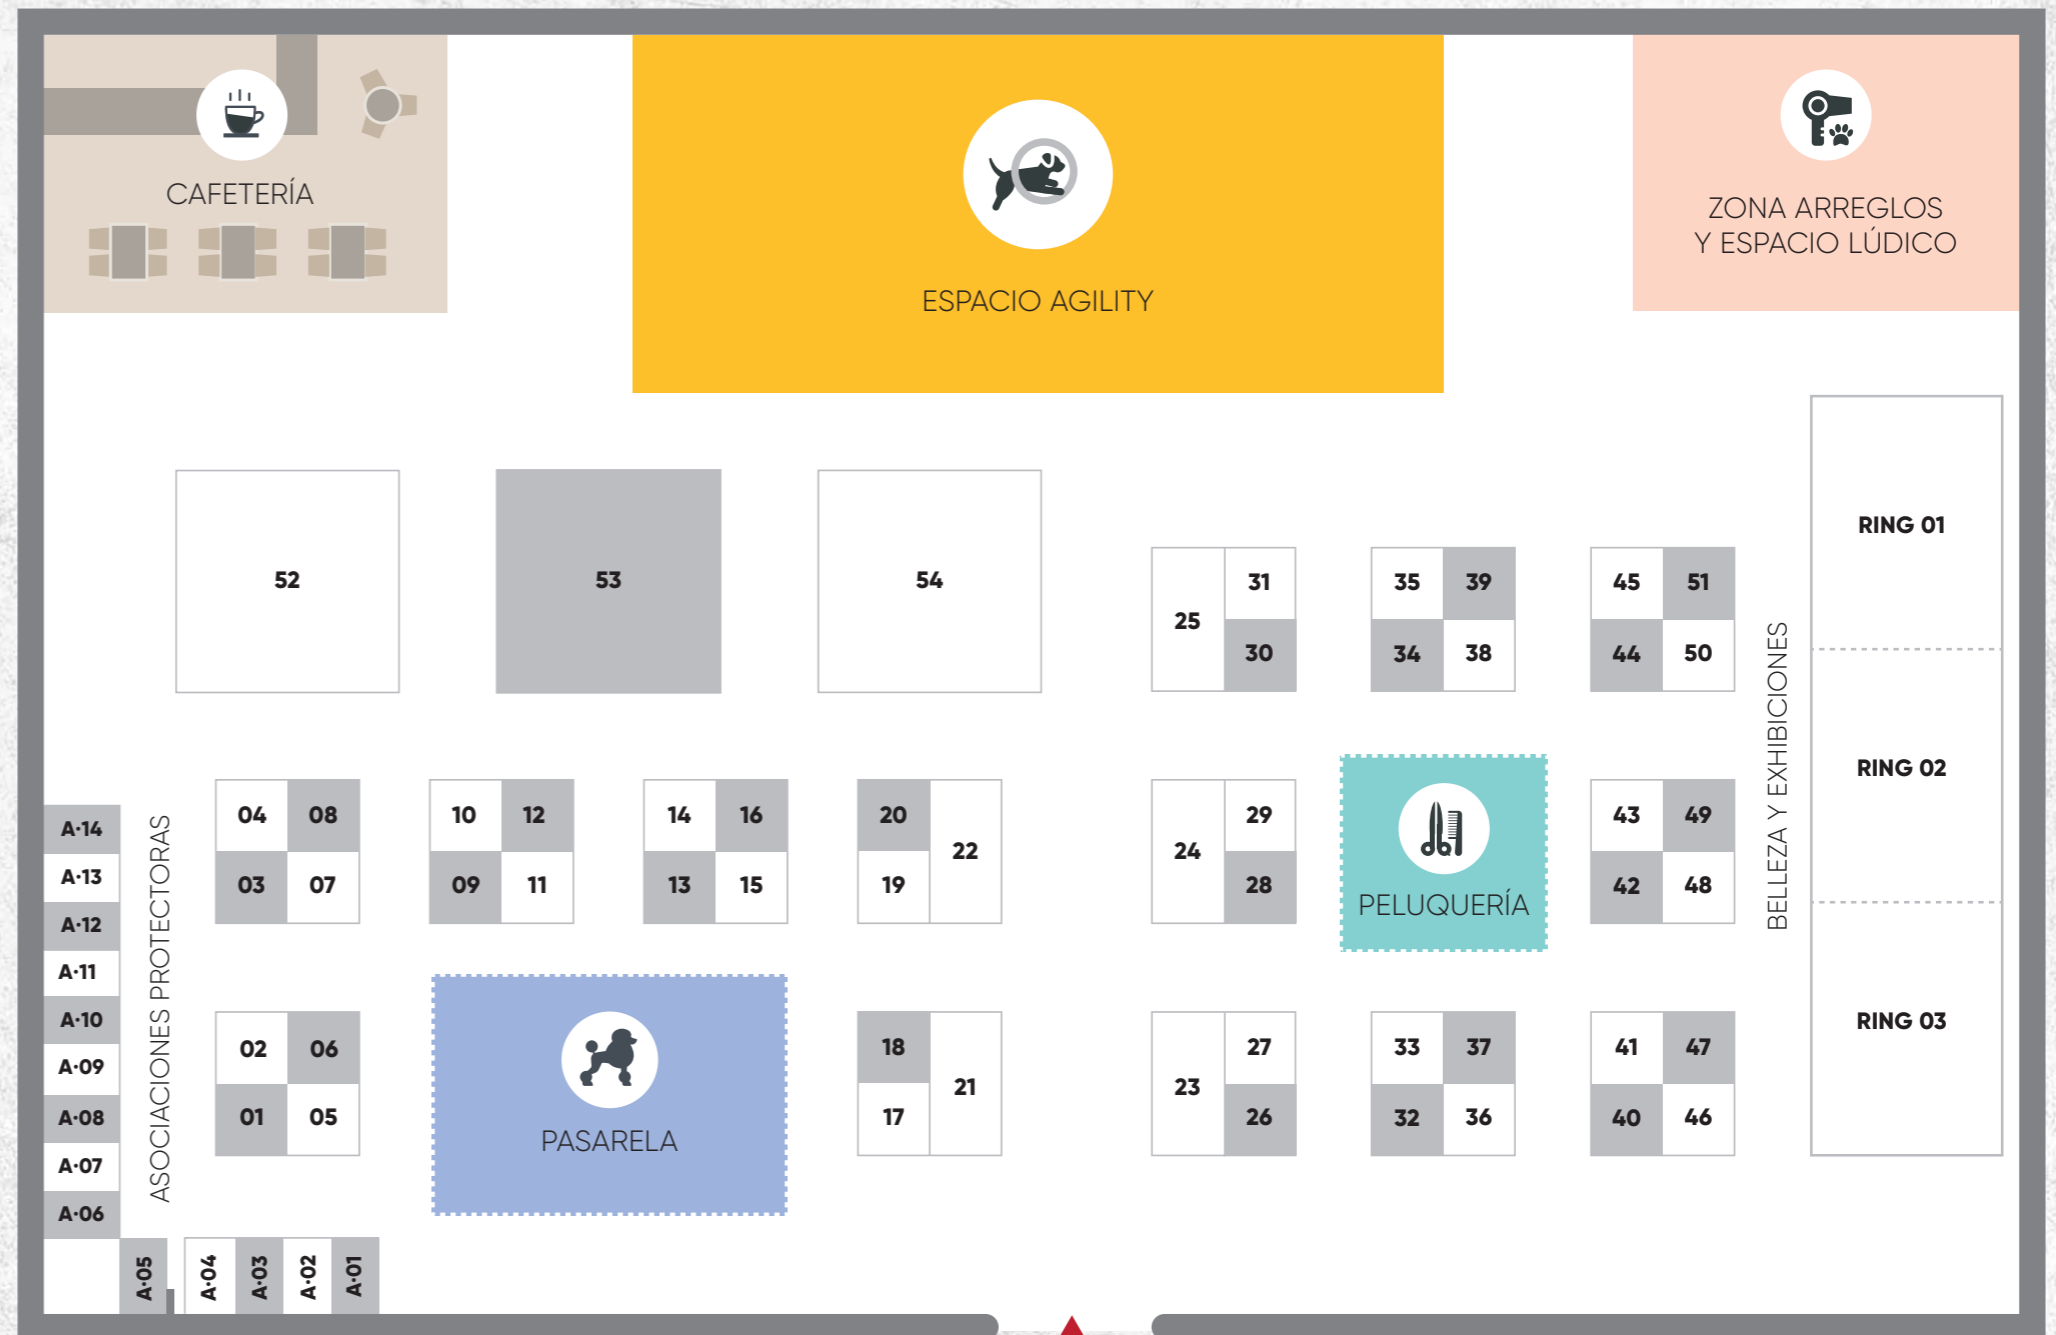 CAFETERÍA
ESPACIO AGILITY
ZONA ARREGLOS
Y ESPACIO LÚDICO
52
53
54
25
31
30
35
39
34
38
45
51
44
50
BELLEZA Y EXHIBICIONES
RING 01
RING 02
RING 03
A·14
A·13
A·12
A·11
A·10
A·09
A·08
A·07
A·06
ASOCIACIONES PROTECTORAS
04
08
03
07
10
12
09
11
14
16
13
15
20
19
22
24
29
28
PELUQUERÍA
43
49
42
48
02
06
01
05
PASARELA
18
17
21
23
27
26
33
37
32
36
41
47
40
46
A·05
A·04
A·03
A·02
A·01